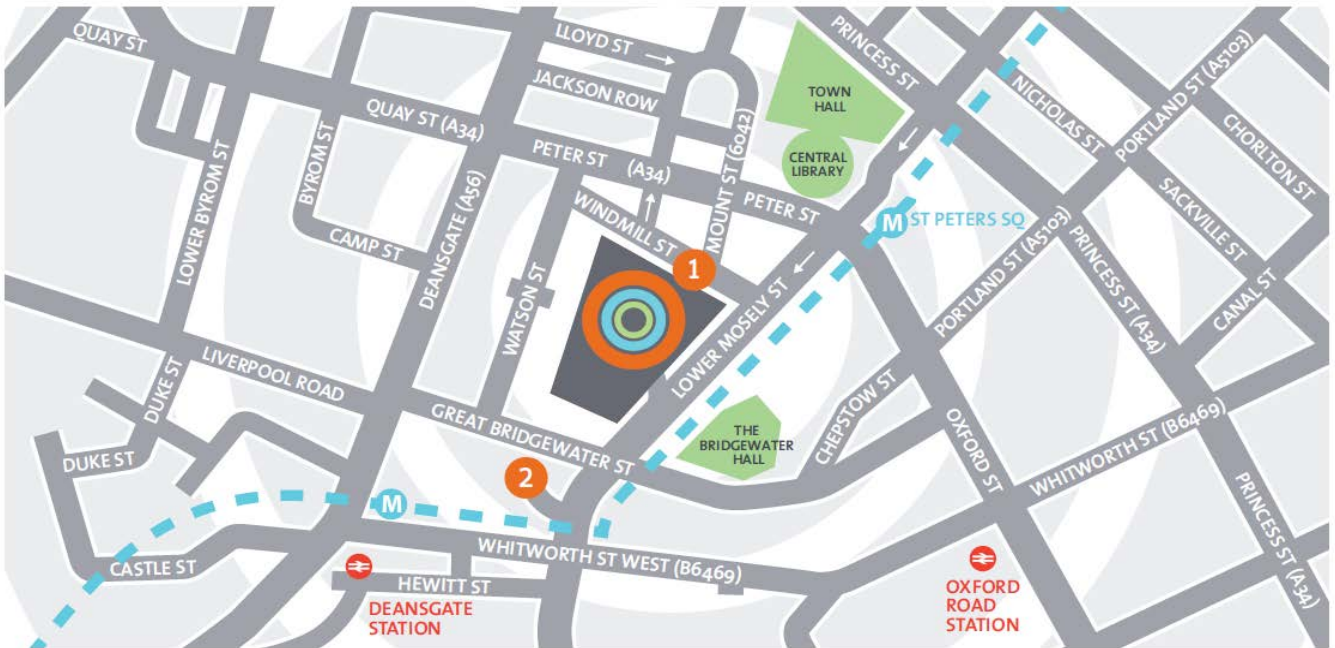 QUAY ST
LLOYD ST
JACKSON ROW
PRINCESS ST
TOWN
HALL
CENTRAL
LIBRARY
NICHOLAS ST
PORTLAND ST (A5103)
CHORLTON ST
SACKVILLE ST
CANAL ST
QUAY ST (A34)
PETER ST
(A34)
MOUNT ST (6042)
PETER ST
LOWER BYROM ST
BYROM ST
CAMP ST
DEANSGATE (A56)
WATSON ST
WINDMILL ST
1
M
ST PETERS SQ
PORTLAND ST (A5103)
PRINCESS ST (A34)
LOWER MOSELY ST
LIVERPOOL ROAD
DUKE ST
GREAT BRIDGEWATER ST
THE
BRIDGEWATER
HALL
CHEPSTOW ST
OXFORD ST
WHITWORTH ST (B6469)
PRINCESS ST (A34)
DUKE ST
2
M
CASTLE ST
WHITWORTH ST WEST (B6469)
HEWITT ST
DEANSGATE
STATION
OXFORD
ROAD
STATION